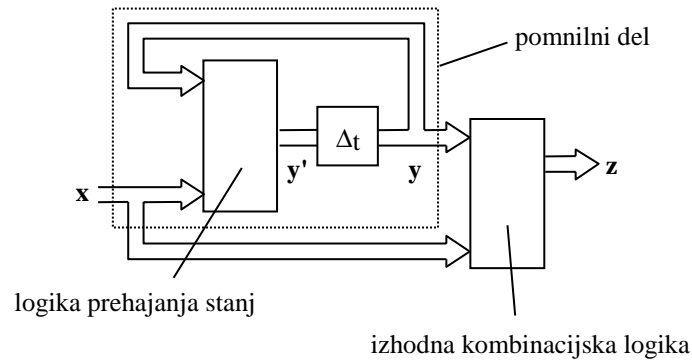 pomnilni del
Δt
y'
y
x
z
logika prehajanja stanj
izhodna kombinacijska logika